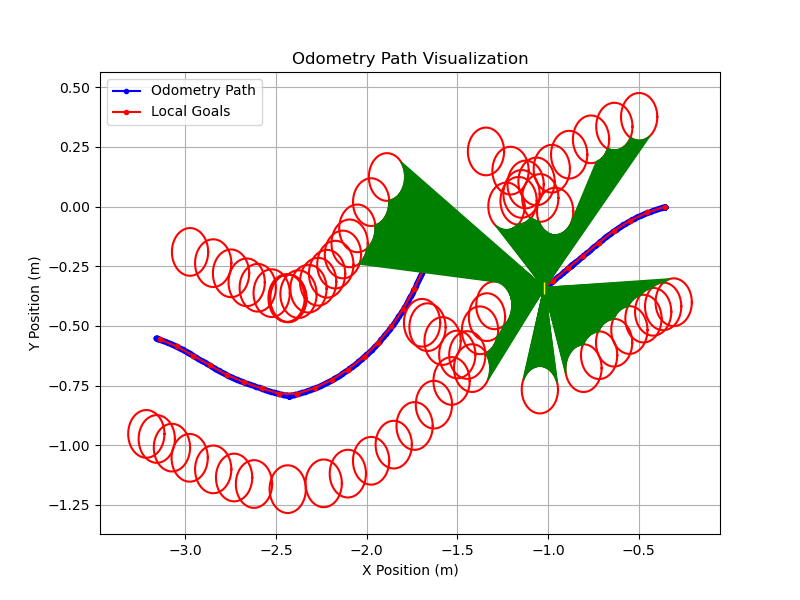 Odometry Path Visualization
Odometry Path
Local Goals
0.50
0.25
0.00
−0.25
−0.50
−0.75
−1.00
−1.25
Y Position (m)
−3.0 −2.5 −2.0 −1.5 −1.0 −0.5
X Position (m)